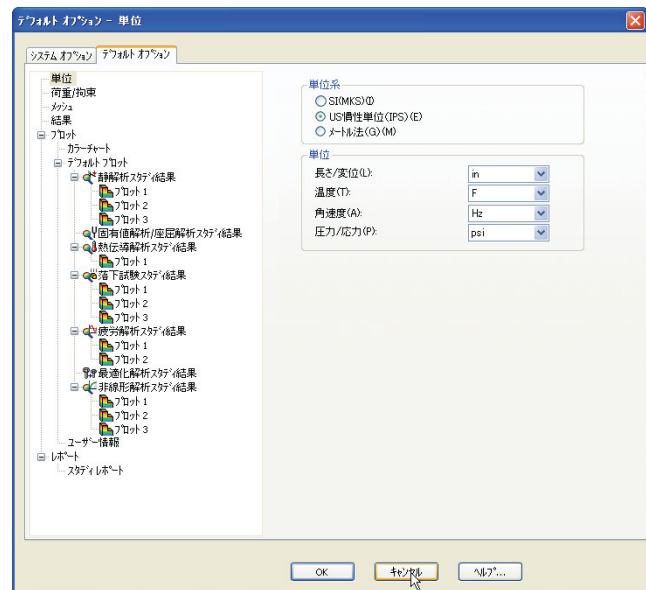 デフォルト オプション - 単位
システム オプション
デフォルト オプション
単位
荷重/拘束
メッシュ
結果
プロット
カラーチャート
デフォルト プロット
静解析スタディ結果
プロット 1
プロット 2
プロット 3
固有値解析/座屈解析スタディ結果
熱伝導解析スタディ結果
プロット 1
落下試験スタディ結果
プロット 1
プロット 2
プロット 3
疲労解析スタディ結果
プロット 1
プロット 2
最適化解析スタディ結果
非線形解析スタディ結果
プロット 1
プロット 2
プロット 3
ユーザー情報
レポート
スタディ レポート
単位系
SI(MKS)(I)
US慣性単位(IPS)(E)
メートル法(G)(M)
単位
長さ/変位(L): in
温度(T): F
角速度(A): Hz
圧力/応力(P): psi
OK
キャンセル
ヘルプ...